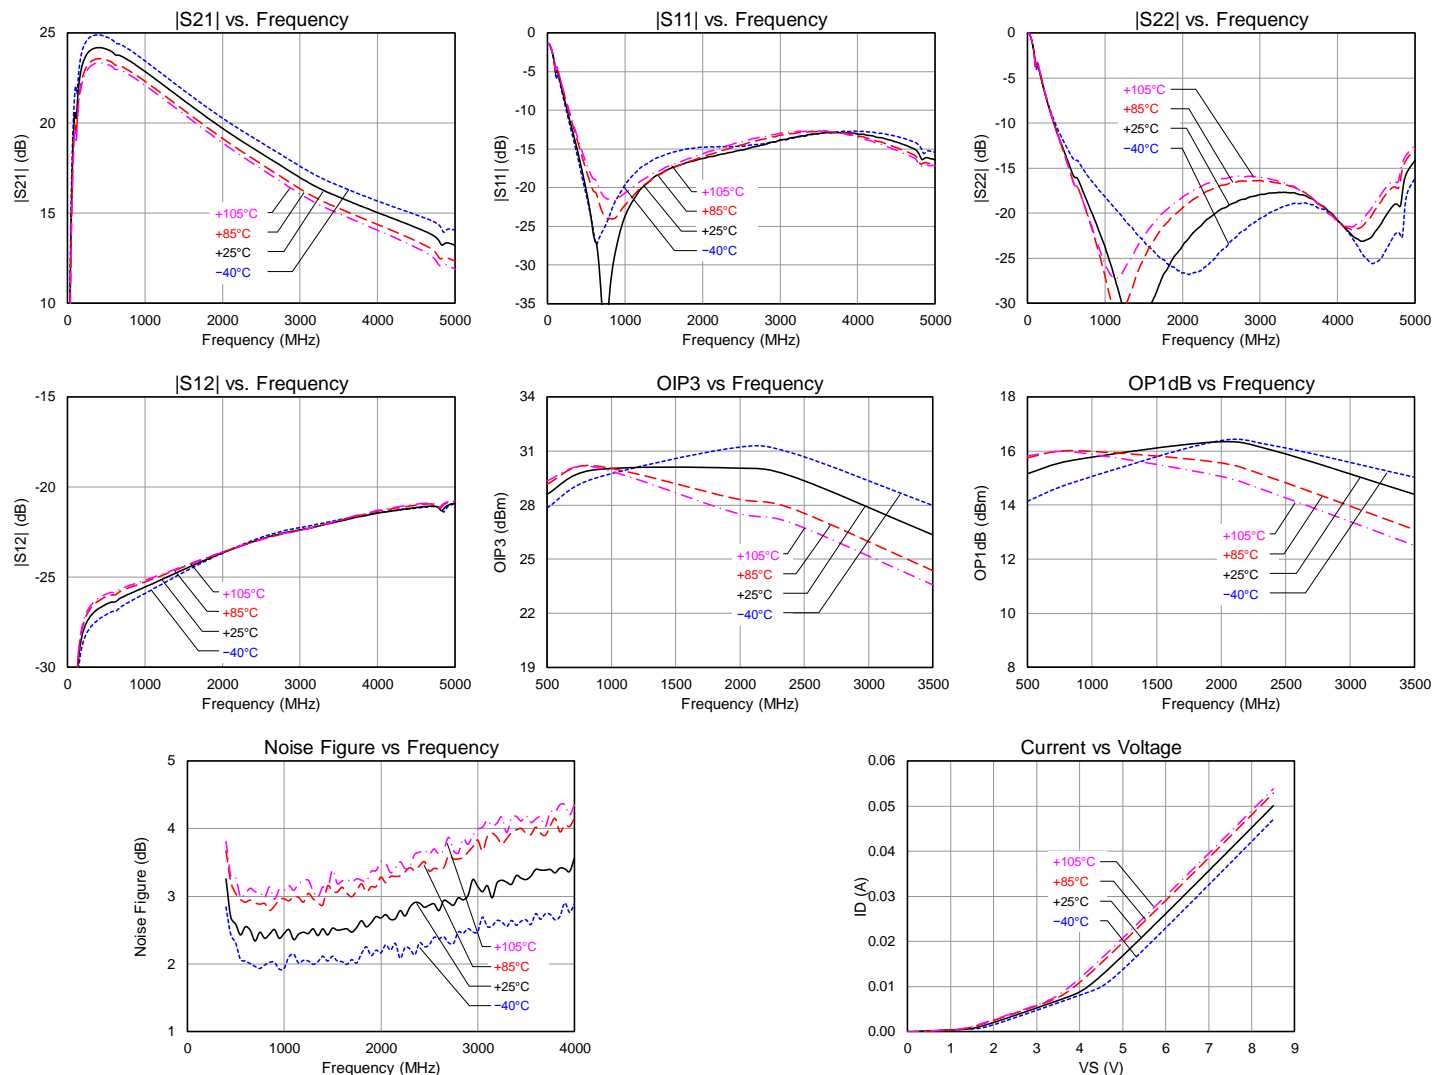 |S21| vs. Frequency
25
20
15
10
|S21| (dB)
+105°C
+85°C
+25°C
−40°C
0 1000 2000 3000 4000 5000
Frequency (MHz)
|S11| vs. Frequency
0
-5
-10
-15
-20
-25
-30
-35
|S11| (dB)
+105°C
+85°C
+25°C
−40°C
0 1000 2000 3000 4000 5000
Frequency (MHz)
|S22| vs. Frequency
0
-5
-10
-15
-20
-25
-30
|S22| (dB)
+105°C
+85°C
+25°C
−40°C
0 1000 2000 3000 4000 5000
Frequency (MHz)
|S12| vs. Frequency
-15
-20
-25
-30
|S12| (dB)
+105°C
+85°C
+25°C
−40°C
0 1000 2000 3000 4000 5000
Frequency (MHz)
OIP3 vs Frequency
34
31
28
25
22
19
OIP3 (dBm)
+105°C
+85°C
+25°C
−40°C
500 1000 1500 2000 2500 3000 3500
Frequency (MHz)
OP1dB vs Frequency
18
16
14
12
10
8
OP1dB (dBm)
+105°C
+85°C
+25°C
−40°C
500 1000 1500 2000 2500 3000 3500
Frequency (MHz)
Noise Figure vs Frequency
5
4
3
2
1
Noise Figure (dB)
+105°C
+85°C
+25°C
−40°C
0 1000 2000 3000 4000
Frequency (MHz)
Current vs Voltage
0.06
0.05
0.04
0.03
0.02
0.01
0.00
ID (A)
+105°C
+85°C
+25°C
−40°C
0 1 2 3 4 5 6 7 8 9
VS (V)